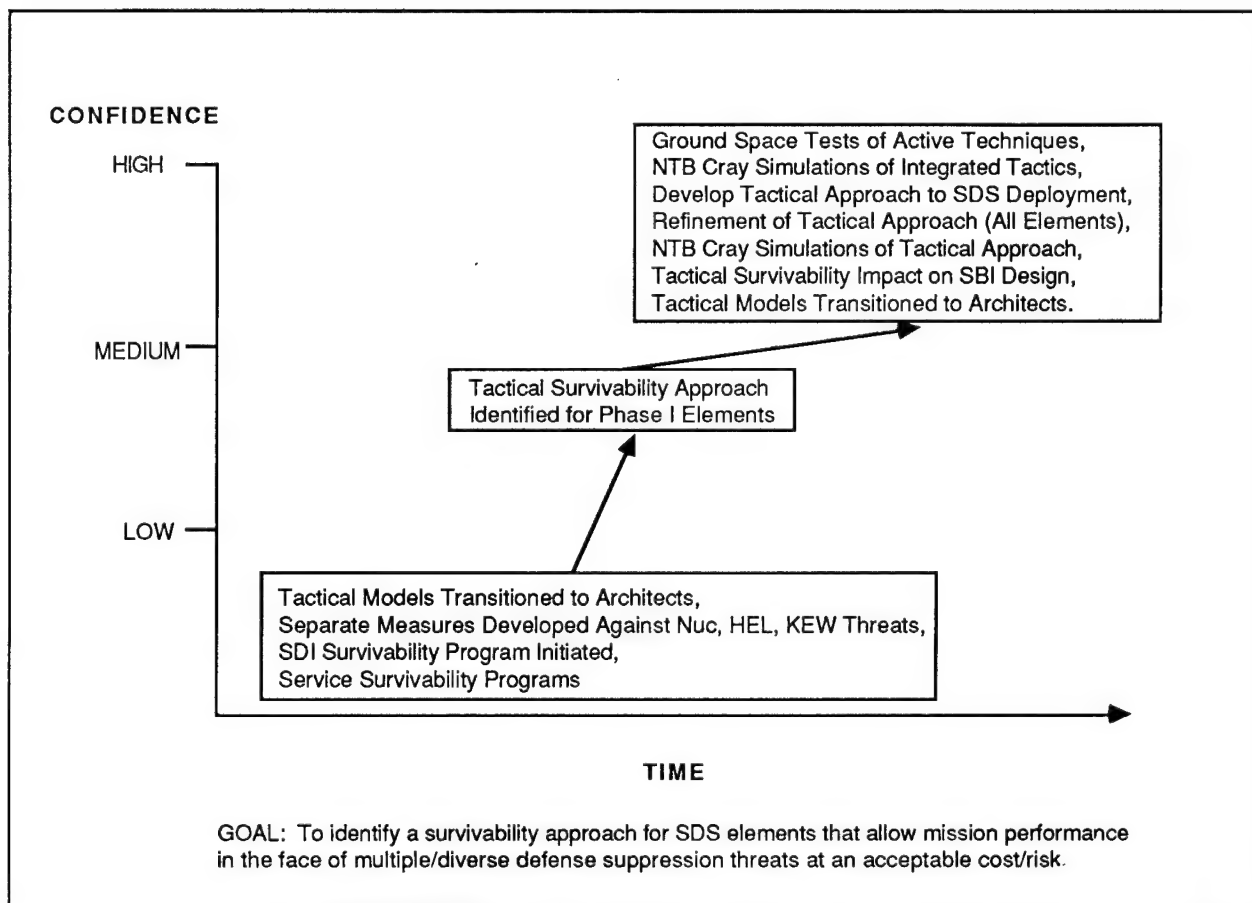 CONFIDENCE
HIGH
Ground Space Tests of Active Techniques,
NTB Cray Simulations of Integrated Tactics,
Develop Tactical Approach to SDS Deployment,
Refinement of Tactical Approach (All Elements),
NTB Cray Simulations of Tactical Approach,
Tactical Survivability Impact on SBI Design,
Tactical Models Transitioned to Architects.
MEDIUM
Tactical Survivability Approach
Identified for Phase I Elements
LOW
Tactical Models Transitioned to Architects,
Separate Measures Developed Against Nuc, HEL, KEW Threats,
SDI Survivability Program Initiated,
Service Survivability Programs
TIME
GOAL: To identify a survivability approach for SDS elements that allow mission performance
in the face of multiple/diverse defense suppression threats at an acceptable cost/risk.